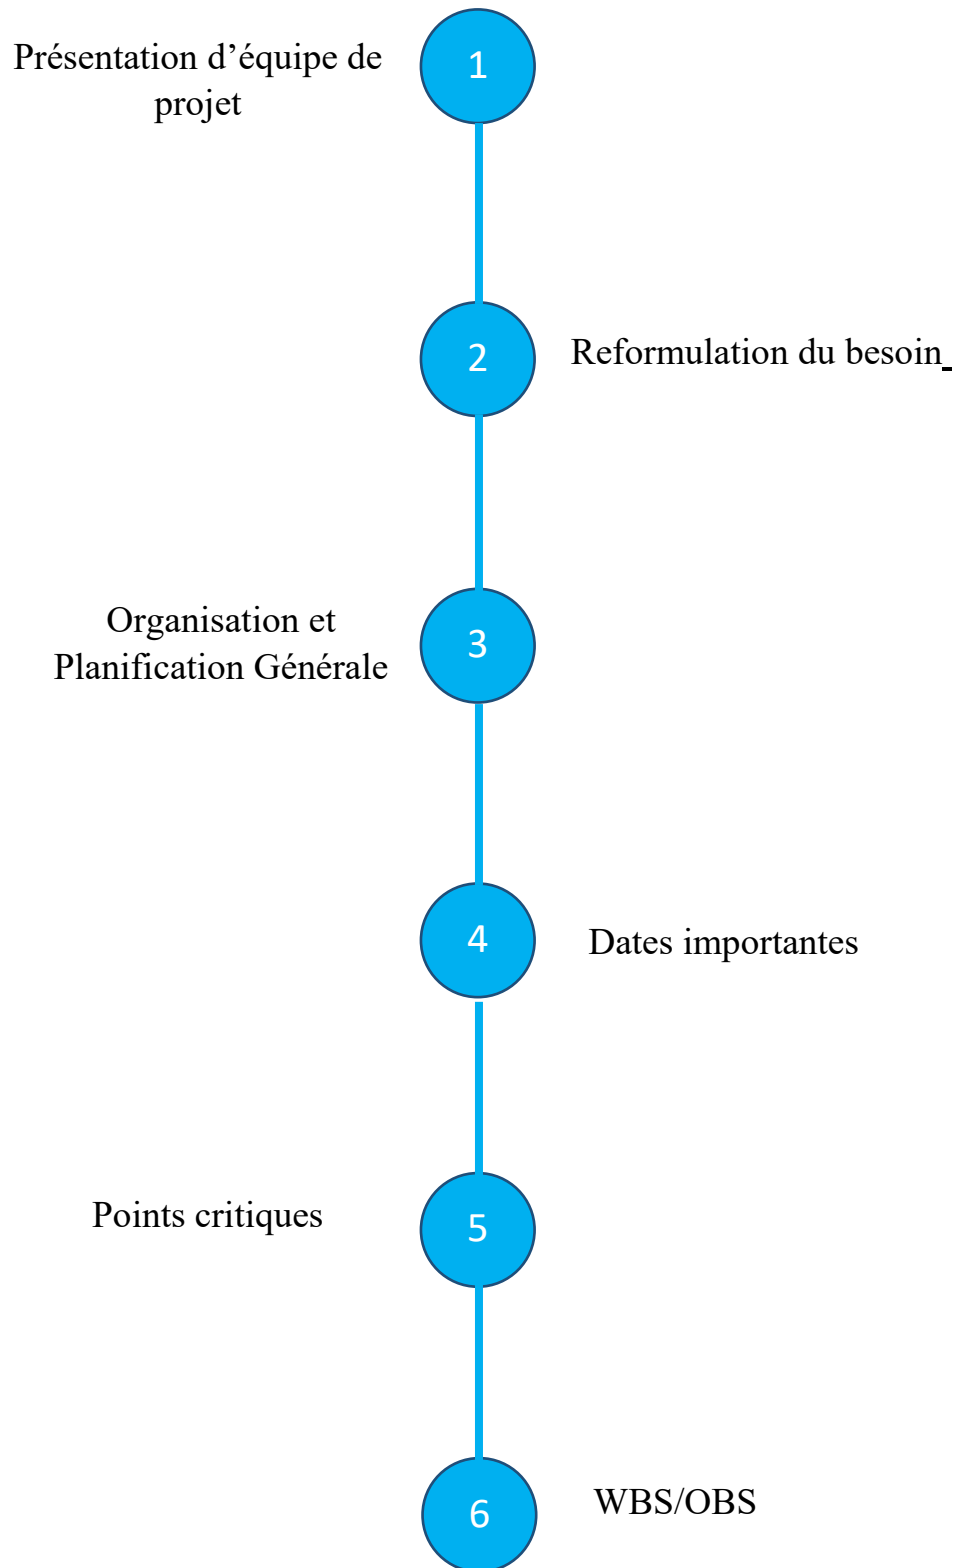 Présentation d’équipe de
projet
1
2
Reformulation du besoin
Organisation et
Planification Générale
3
4
Dates importantes
Points critiques
5
6
WBS/OBS